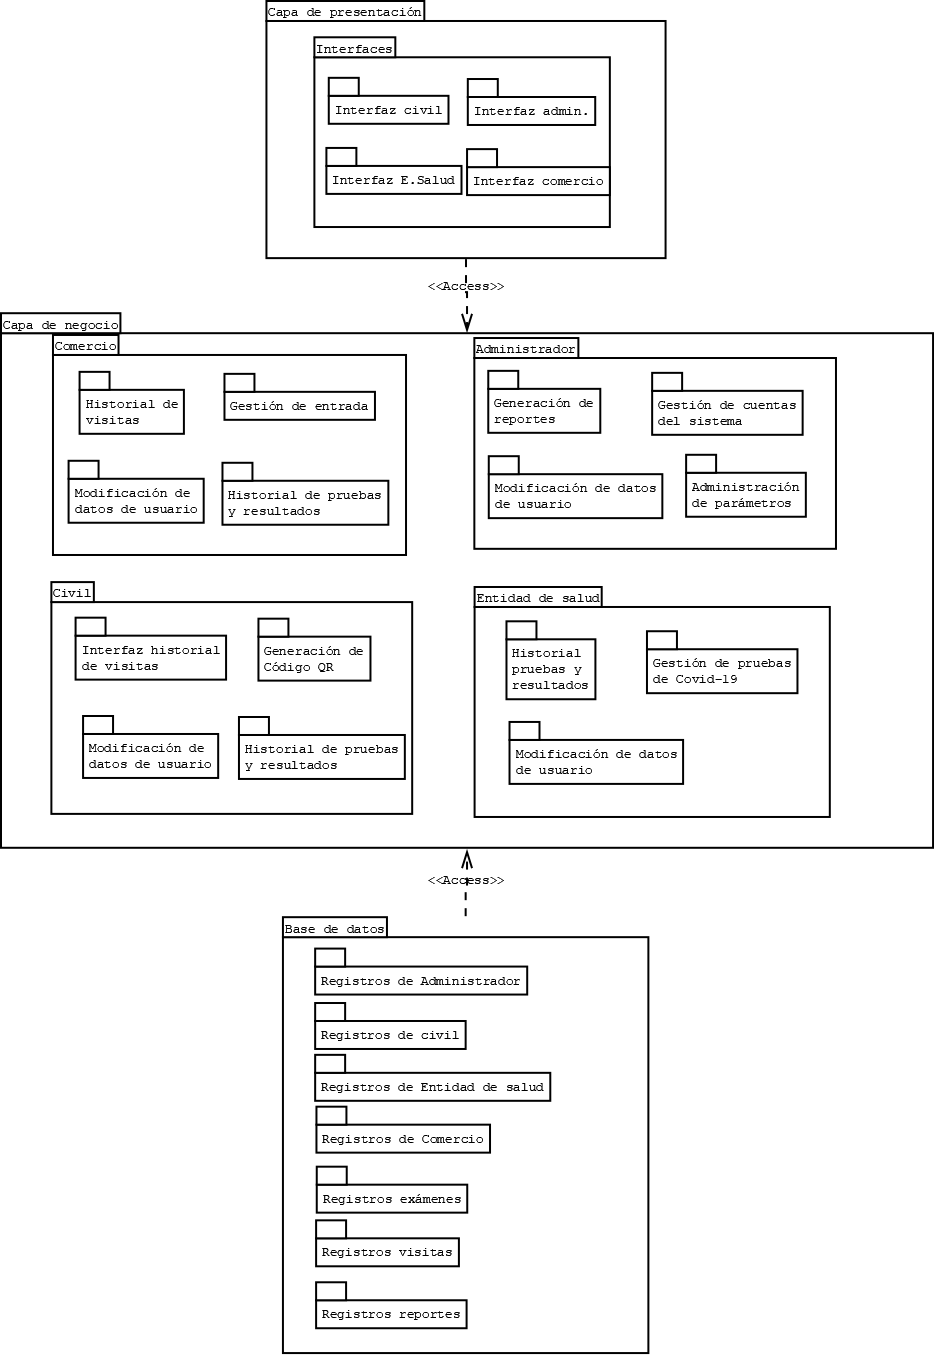 Capa de presentación
Interfaces
Interfaz civil
Interfaz admin.
Interfaz E.Salud
Interfaz comercio
<<Access>>
Capa de negocio
Comercio
Historial de
visitas
Gestión de entrada
Modificación de
datos de usuario
Historial de pruebas
y resultados
Administrador
Generación de
reportes
Gestión de cuentas
del sistema
Modificación de datos
de usuario
Administración
de parámetros
Civil
Interfaz historial
de visitas
Generación de
Código QR
Modificación de
datos de usuario
Historial de pruebas
y resultados
Entidad de salud
Historial
pruebas y
resultados
Gestión de pruebas
de Covid-19
Modificación de datos
de usuario
<<Access>>
Base de datos
Registros de Administrador
Registros de civil
Registros de Entidad de salud
Registros de Comercio
Registros exámenes
Registros visitas
Registros reportes